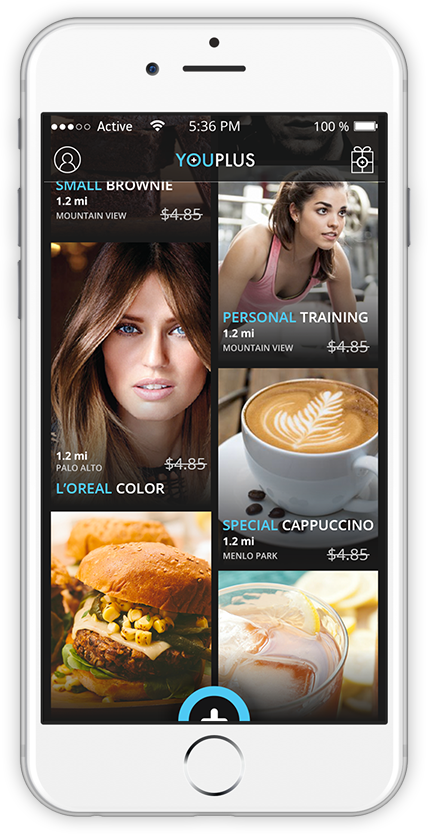 Active
5:36 PM
100 %
YOUPLUS
SMALL BROWNIE
1.2 mi
MOUNTAIN VIEW
$4.85
PERSONAL TRAINING
1.2 mi
MOUNTAIN VIEW
$4.85
1.2 mi
PALO ALTO
$4.85
L'OREAL COLOR
SPECIAL CAPPUCCINO
1.2 mi
MENLO PARK
$4.85